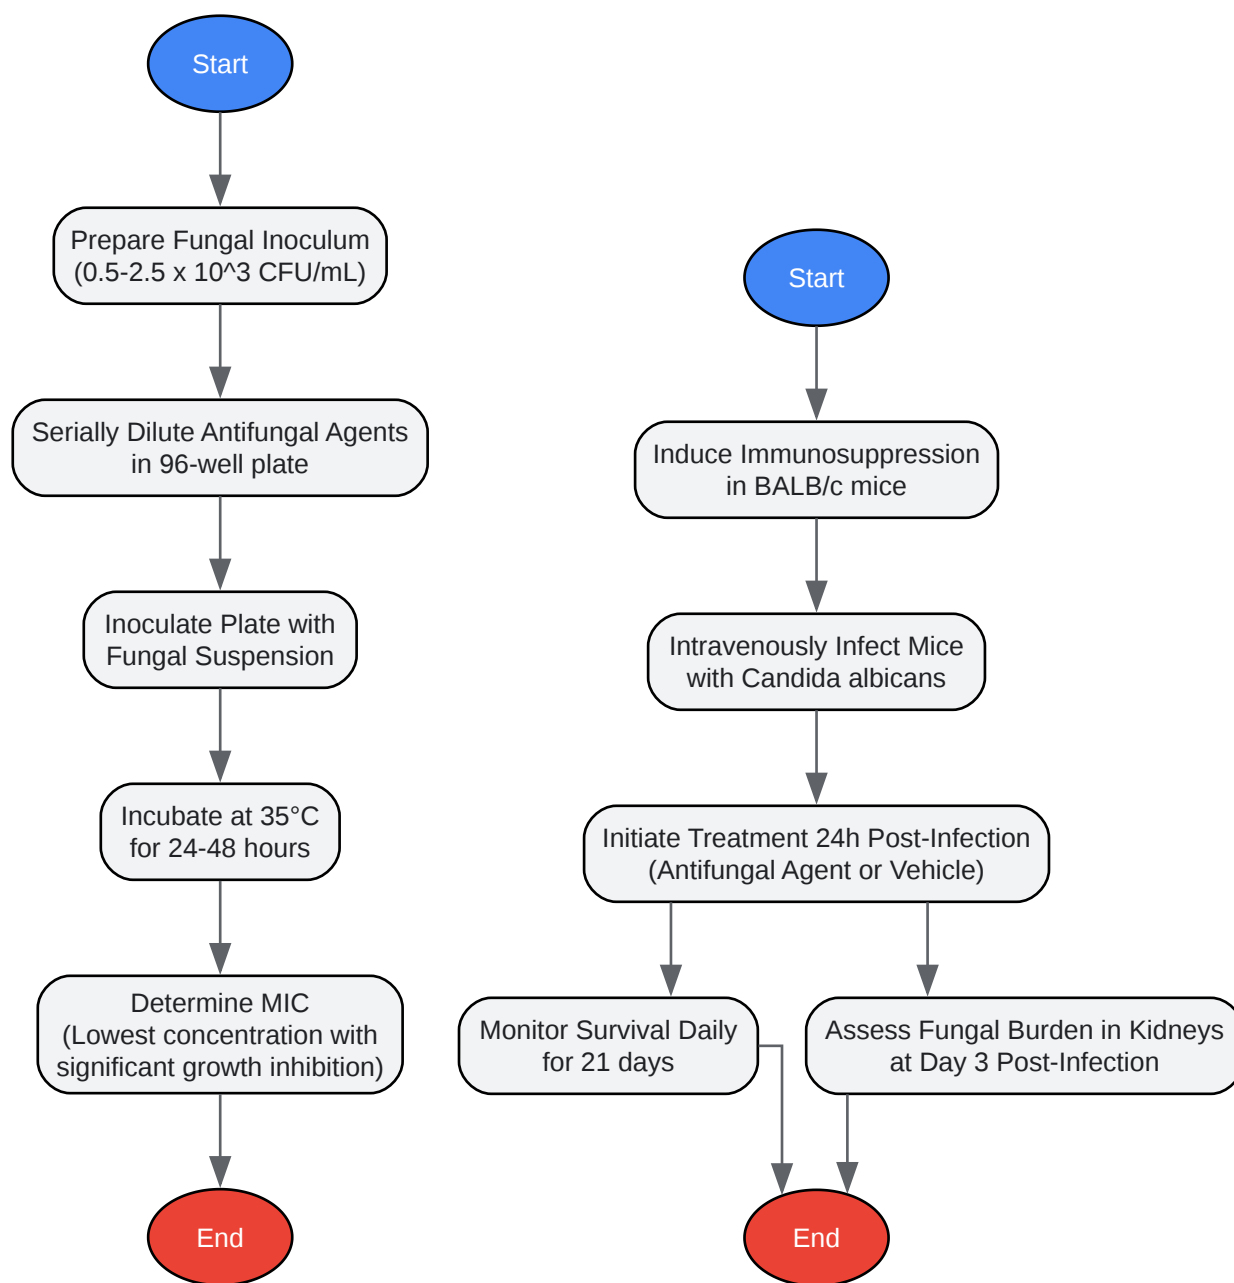 Start
Prepare Fungal Inoculum
(0.5-2.5 x 10^3 CFU/mL)
Serially Dilute Antifungal Agents
in 96-well plate
Inoculate Plate with
Fungal Suspension
Incubate at 35°C
for 24-48 hours
Determine MIC
(Lowest concentration with
significant growth inhibition)
End
Start
Induce Immunosuppression
in BALB/c mice
Intravenously Infect Mice
with Candida albicans
Initiate Treatment 24h Post-Infection
(Antifungal Agent or Vehicle)
Monitor Survival Daily
for 21 days
Assess Fungal Burden in Kidneys
at Day 3 Post-Infection
End